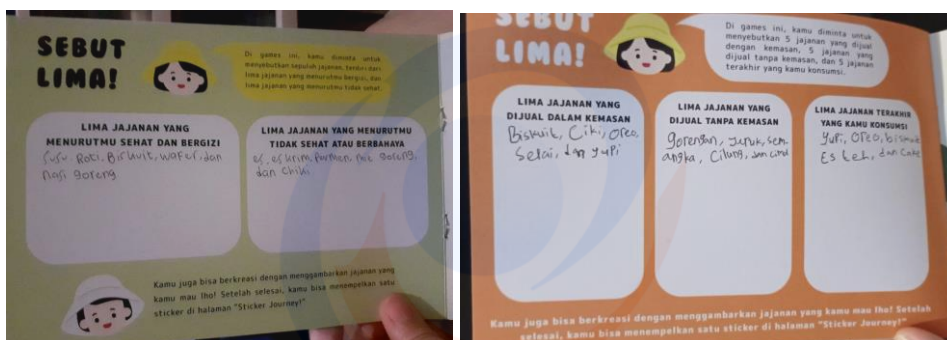 SEBUT
LIMA!
Di games ini, kamu diminta untuk
menyebutkan sepuluh jajanan, terdiri dari
lima jajanan yang menurutmu bergizi, dan
lima jajanan yang menurutmu tidak sehat.
LIMA JAJANAN YANG
MENURUTMU SEHAT DAN BERGIZI
Susu, Roti, Biskuit, wafer, dan
nasi goreng
LIMA JAJANAN YANG MENURUTMU
TIDAK SEHAT ATAU BERBAHAYA
es, es krim, Permen, mie goreng,
dan Chiki
Kamu juga bisa berkreasi dengan menggambarkan jajanan yang
kamu mau lho! Setelah selesai, kamu bisa menempelkan satu
sticker di halaman "Sticker Journey!"
SEBUT
LIMA!
Di games ini, kamu diminta untuk
menyebutkan 5 jajanan yang dijual
dengan kemasan, 5 jajanan yang
dijual tanpa kemasan, dan 5 jajanan
terakhir yang kamu konsumsi.
LIMA JAJANAN YANG
DIJUAL DALAM KEMASAN
Biskuit, Ciki, Oreo,
Selai, dan yupi
LIMA JAJANAN YANG
DIJUAL TANPA KEMASAN
gorengan, Jeruk, sem
angka, Cilung, dan
LIMA JAJANAN TERAKHIR
YANG KAMU KONSUMSI
Yupi, Oreo, biskuit
Es teh, dan Cake
Kamu juga bisa berkreasi dengan menggambarkan jajanan yang kamu mau lho! Setelah
selesai, kamu bisa menempelkan satu sticker di halaman "Sticker Journey!"